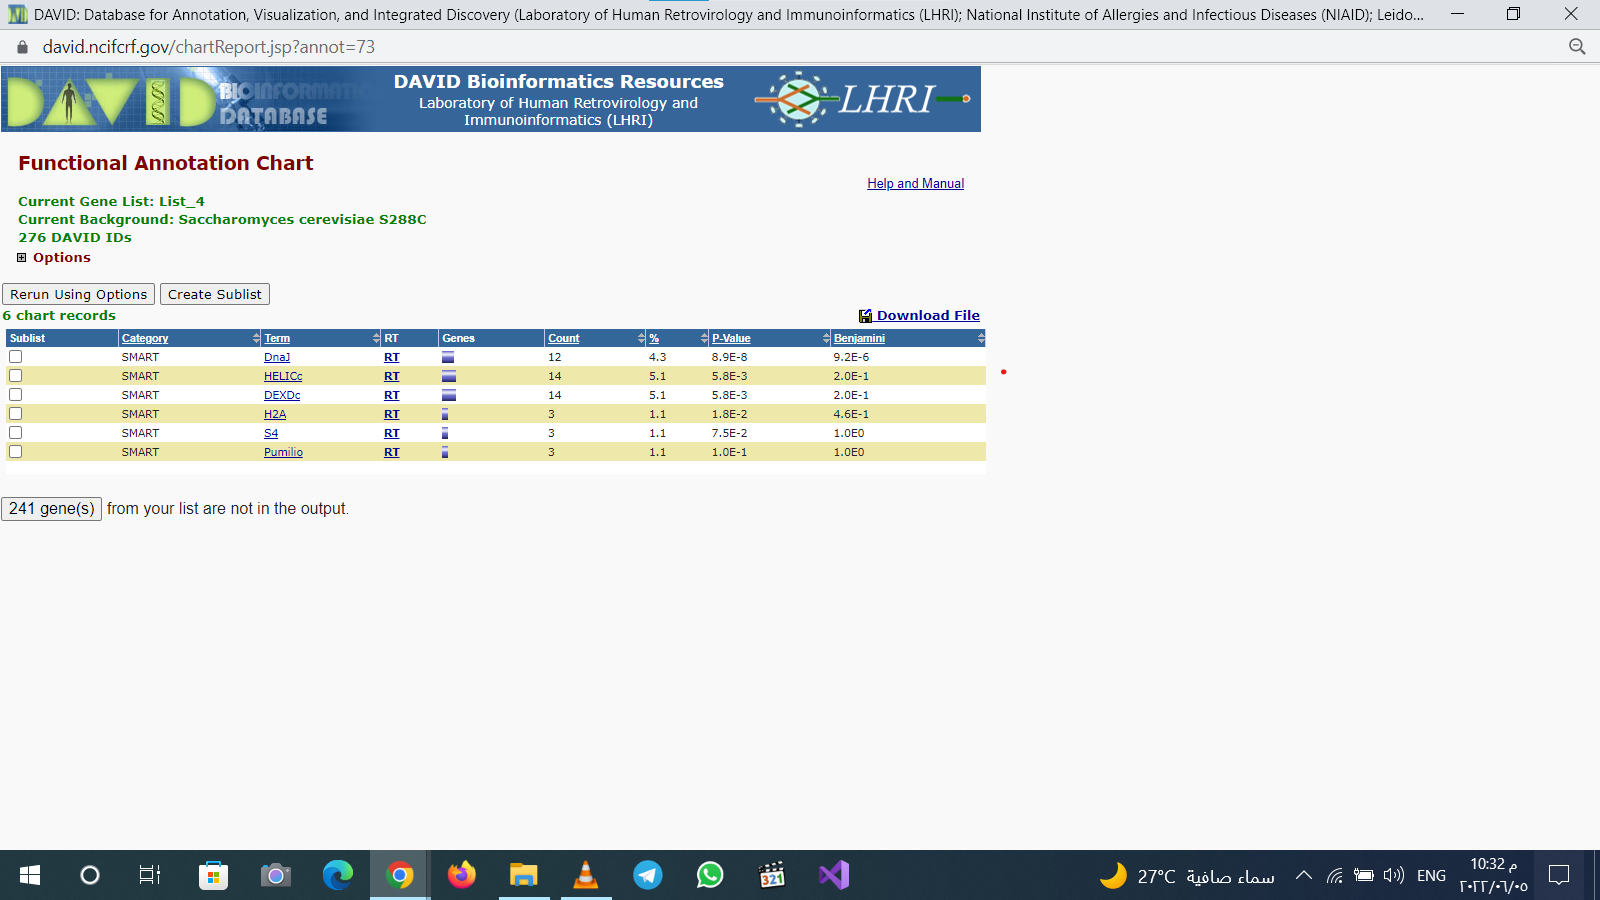 DAVID: Database for Annotation, Visualization, and Integrated Discovery (Laboratory of Human Retrovirology and Immunoinformatics (LHRI); National Institute of Allergies and Infectious Diseases (NIAID); Leido...
david.ncifcrf.gov/chartReport.jsp?annot=73
DAVID BIOINFORMATICS DATABASE
DAVID Bioinformatics Resources
Laboratory of Human Retrovirology and
Immunoinformatics (LHRI)
LHRI
Functional Annotation Chart
Help and Manual
Current Gene List: List_4
Current Background: Saccharomyces cerevisiae S288C
276 DAVID IDs
Options
Rerun Using Options Create Sublist
6 chart records Download File
Sublist Category Term RT Genes Count % P-Value Benjamini
SMART DnaJ RT 12 4.3 8.9E-8 9.2E-6
SMART HELICc RT 14 5.1 5.8E-3 2.0E-1
SMART DEXDc RT 14 5.1 5.8E-3 2.0E-1
SMART H2A RT 3 1.1 1.8E-2 4.6E-1
SMART S4 RT 3 1.1 7.5E-2 1.0E0
SMART Pumilio RT 3 1.1 1.0E-1 1.0E0
241 gene(s) from your list are not in the output.
321
27°C سماء صافية ENG
10:32 م
٢٠٢٢/٠٦/٠٥